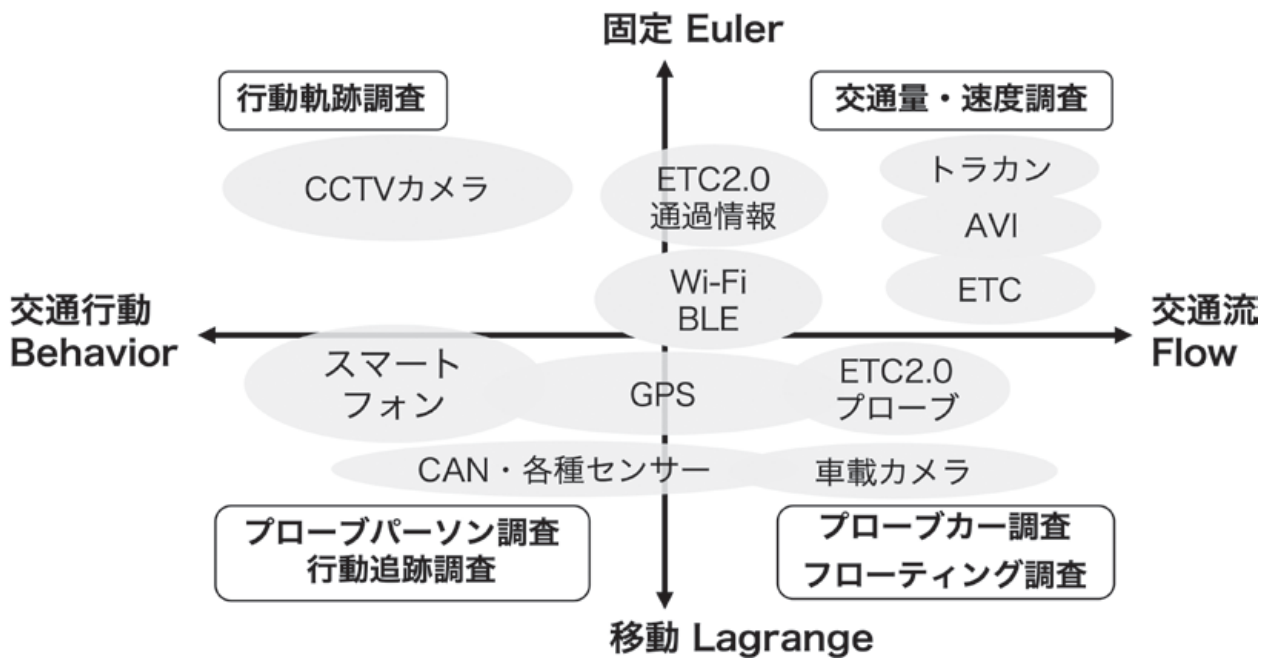 固定 Euler
行動軌跡調査
交通量・速度調査
CCTVカメラ
ETC2.0
通過情報
トラカン
AVI
ETC
Wi-Fi
BLE
交通行動
Behavior
交通流
Flow
スマート
フォン
GPS
ETC2.0
プローブ
CAN・各種センサー
車載カメラ
プローブパーソン調査
行動追跡調査
プローブカー調査
フローティング調査
移動 Lagrange